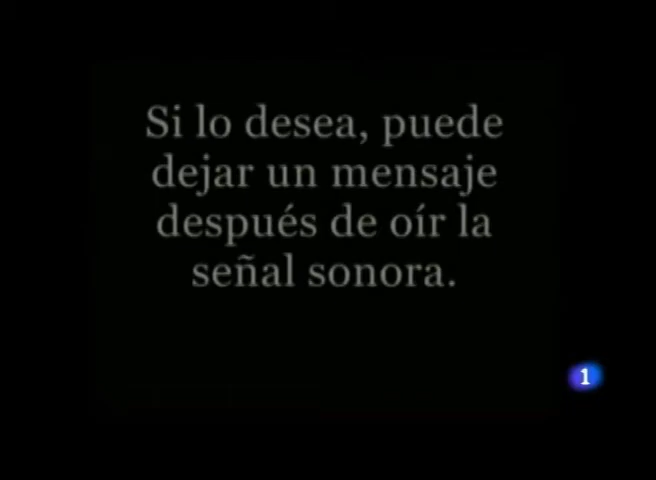 Si lo desea, puede
dejar un mensaje
después de oír la
señal sonora.
1